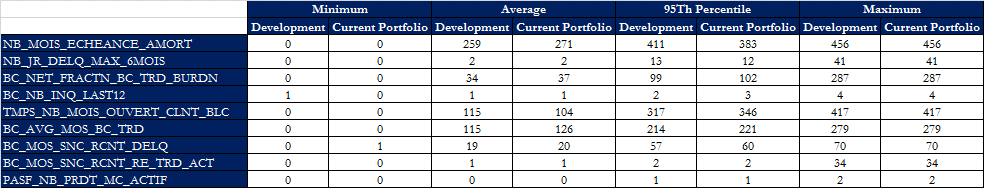 Minimum Average 95Th Percentile Maximum
Development Current Portfolio Development Current Portfolio Development Current Portfolio Development Current Portfolio
NB_MOIS_ECHEANCE_AMORT 0 0 259 271 411 383 456 456
NB_JR_DELQ_MAX_6MOIS 0 0 2 2 13 12 41 41
BC_NET_FRACTN_BC_TRD_BURDN 0 0 34 37 99 102 287 287
BC_NB_INQ_LAST12 1 0 1 1 2 3 4 4
TMPS_NB_MOIS_OUVERT_CLNT_BLC 0 0 115 104 317 346 417 417
BC_AVG_MOS_BC_TRD 0 0 115 126 214 221 279 279
BC_MOS_SNC_RCNT_DELQ 0 1 19 20 57 60 70 70
BC_MOS_SNC_RCNT_RE_TRD_ACT 0 0 1 1 2 2 34 34
PASF_NB_PRDT_MC_ACTIF 0 0 0 0 1 1 2 2